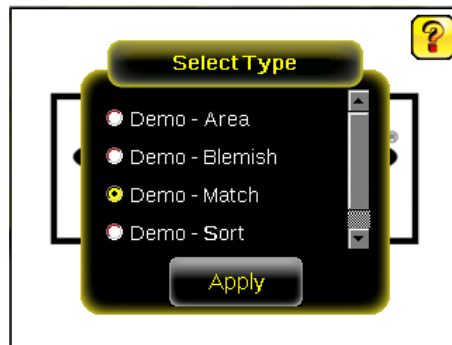 ?
Select Type
Demo - Area
Demo - Blemish
®
Demo - Match
Demo - Sort
Apply